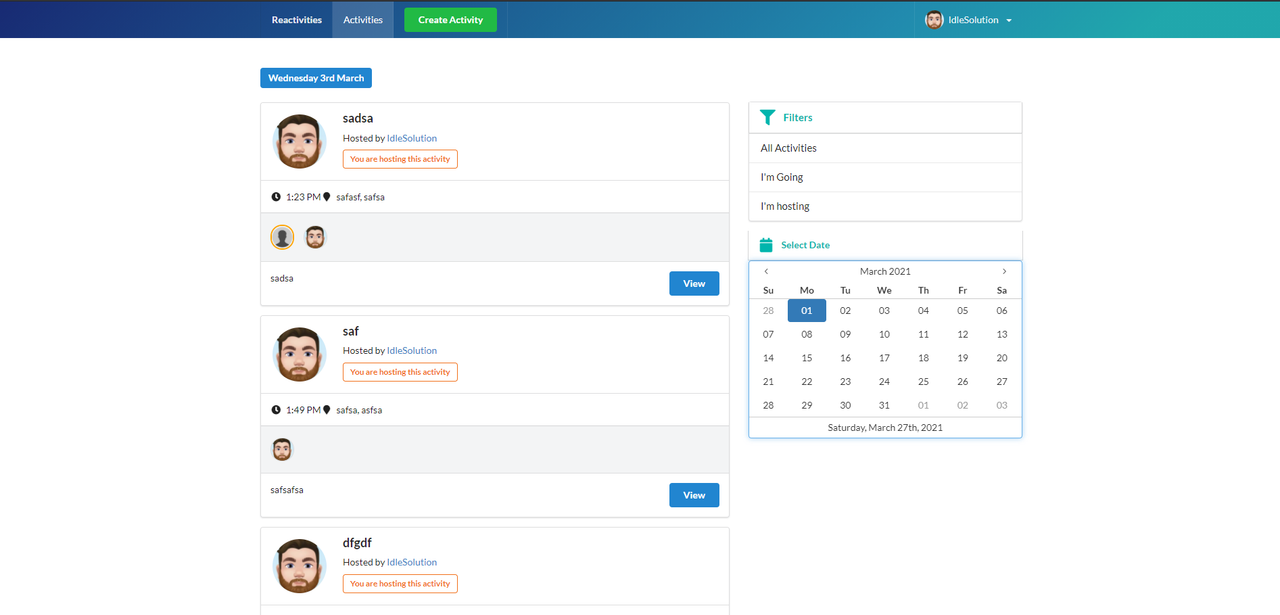 Reactivities Activities Create Activity IdleSolution
Wednesday 3rd March
sadsa
Hosted by IdleSolution
You are hosting this activity
1:23 PM safasf, safsa
sadsa
View
saf
Hosted by IdleSolution
You are hosting this activity
1:49 PM safsa, asfsa
safsafsa
View
dfgdf
Hosted by IdleSolution
You are hosting this activity
Filters
All Activities
I'm Going
I'm hosting
Select Date
‹ March 2021 ›
Su Mo Tu We Th Fr Sa
28 01 02 03 04 05 06
07 08 09 10 11 12 13
14 15 16 17 18 19 20
21 22 23 24 25 26 27
28 29 30 31 01 02 03
Saturday, March 27th, 2021